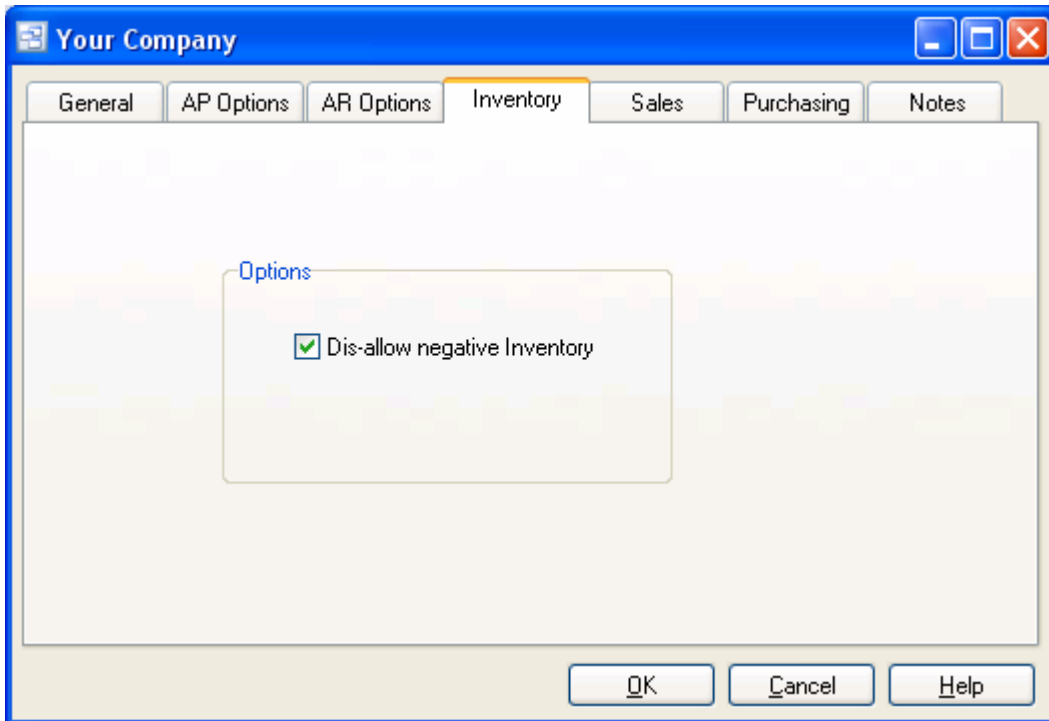 Your Company
General AP Options AR Options Inventory Sales Purchasing Notes
Options
Dis-allow negative Inventory
OK Cancel Help